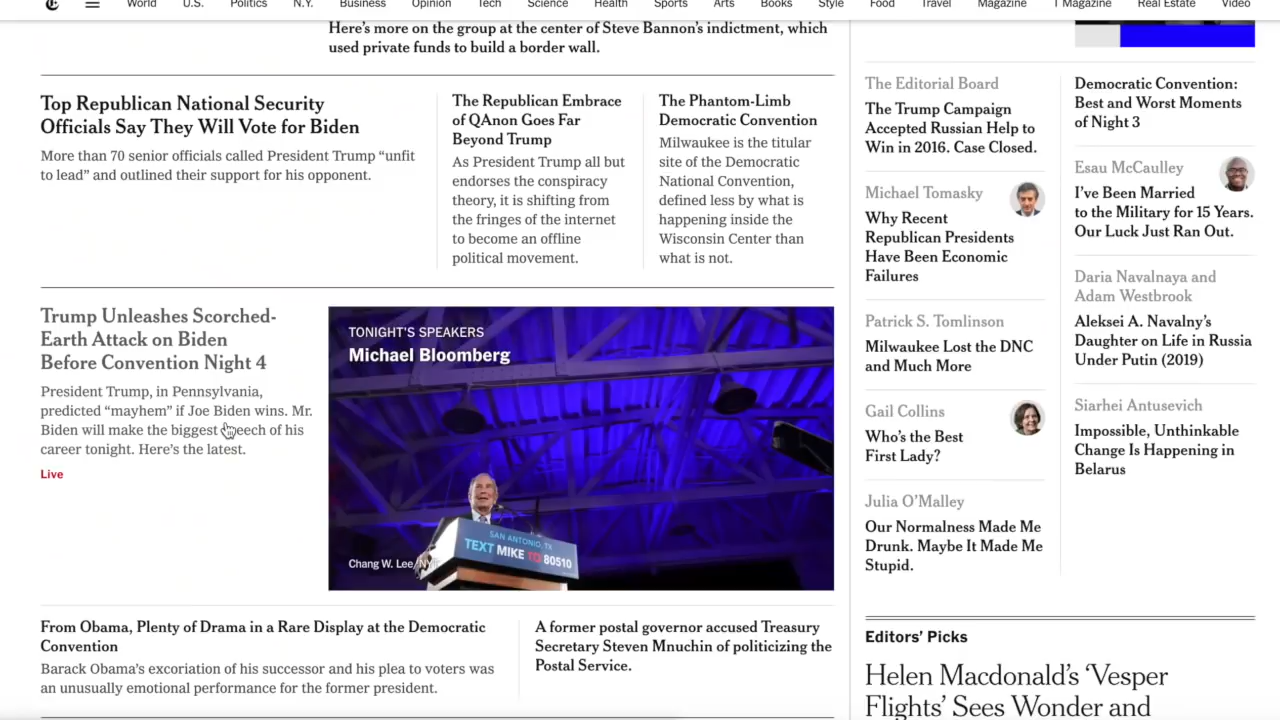 World U.S. Politics N.Y. Business Opinion Tech Science Health Sports Arts Books Style Food Travel Magazine T Magazine Real Estate Video
Here's more on the group at the center of Steve Bannon's indictment, which
used private funds to build a border wall.
Top Republican National Security
Officials Say They Will Vote for Biden
More than 70 senior officials called President Trump “unfit
to lead” and outlined their support for his opponent.
The Republican Embrace
of QAnon Goes Far
Beyond Trump
As President Trump all but
endorses the conspiracy
theory, it is shifting from
the fringes of the internet
to become an offline
political movement.
The Phantom-Limb
Democratic Convention
Milwaukee is the titular
site of the Democratic
National Convention,
defined less by what is
happening inside the
Wisconsin Center than
what is not.
Trump Unleashes Scorched-
Earth Attack on Biden
Before Convention Night 4
President Trump, in Pennsylvania,
predicted “mayhem” if Joe Biden wins. Mr.
Biden will make the biggest speech of his
career tonight. Here's the latest.
Live
TONIGHT'S SPEAKERS
Michael Bloomberg
SAN ANTONIO, TX
TEXT MIKE TO 80510
Chang W. Lee/NYT
From Obama, Plenty of Drama in a Rare Display at the Democratic
Convention
Barack Obama's excoriation of his successor and his plea to voters was
an unusually emotional performance for the former president.
A former postal governor accused Treasury
Secretary Steven Mnuchin of politicizing the
Postal Service.
The Editorial Board
The Trump Campaign
Accepted Russian Help to
Win in 2016. Case Closed.
Michael Tomasky
Why Recent
Republican Presidents
Have Been Economic
Failures
Patrick S. Tomlinson
Milwaukee Lost the DNC
and Much More
Gail Collins
Who's the Best
First Lady?
Julia O'Malley
Our Normalness Made Me
Drunk. Maybe It Made Me
Stupid.
Democratic Convention:
Best and Worst Moments
of Night 3
Esau McCaulley
I've Been Married
to the Military for 15 Years.
Our Luck Just Ran Out.
Daria Navalnaya and
Adam Westbrook
Aleksei A. Navalny's
Daughter on Life in Russia
Under Putin (2019)
Siarhei Antusevich
Impossible, Unthinkable
Change Is Happening in
Belarus
Editors' Picks
Helen Macdonald's ‘Vesper
Flights’ Sees Wonder and